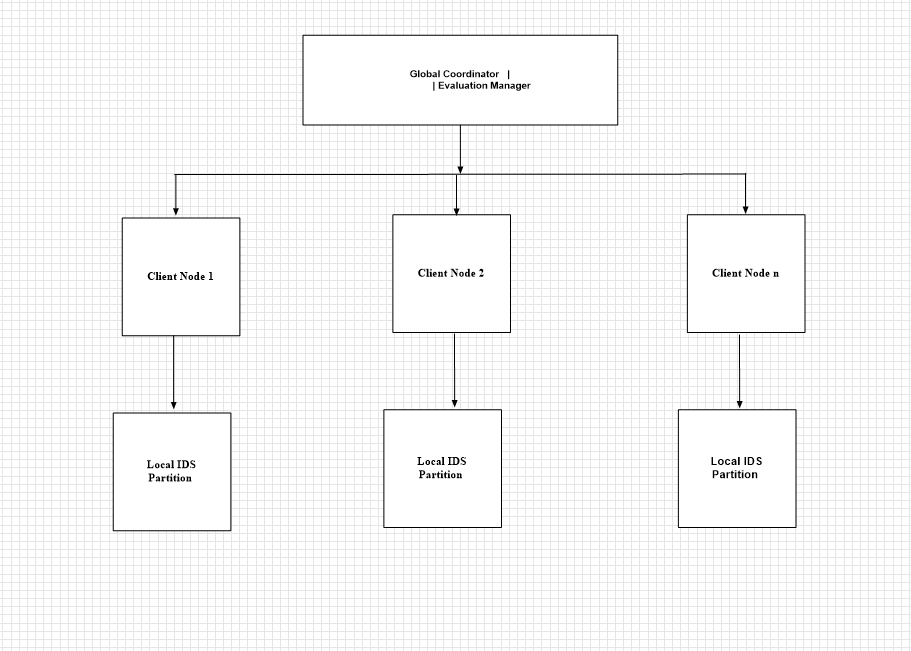 Global Coordinator |
| Evaluation Manager
Client Node 1
Client Node 2
Client Node n
Local IDS
Partition
Local IDS
Partition
Local IDS
Partition